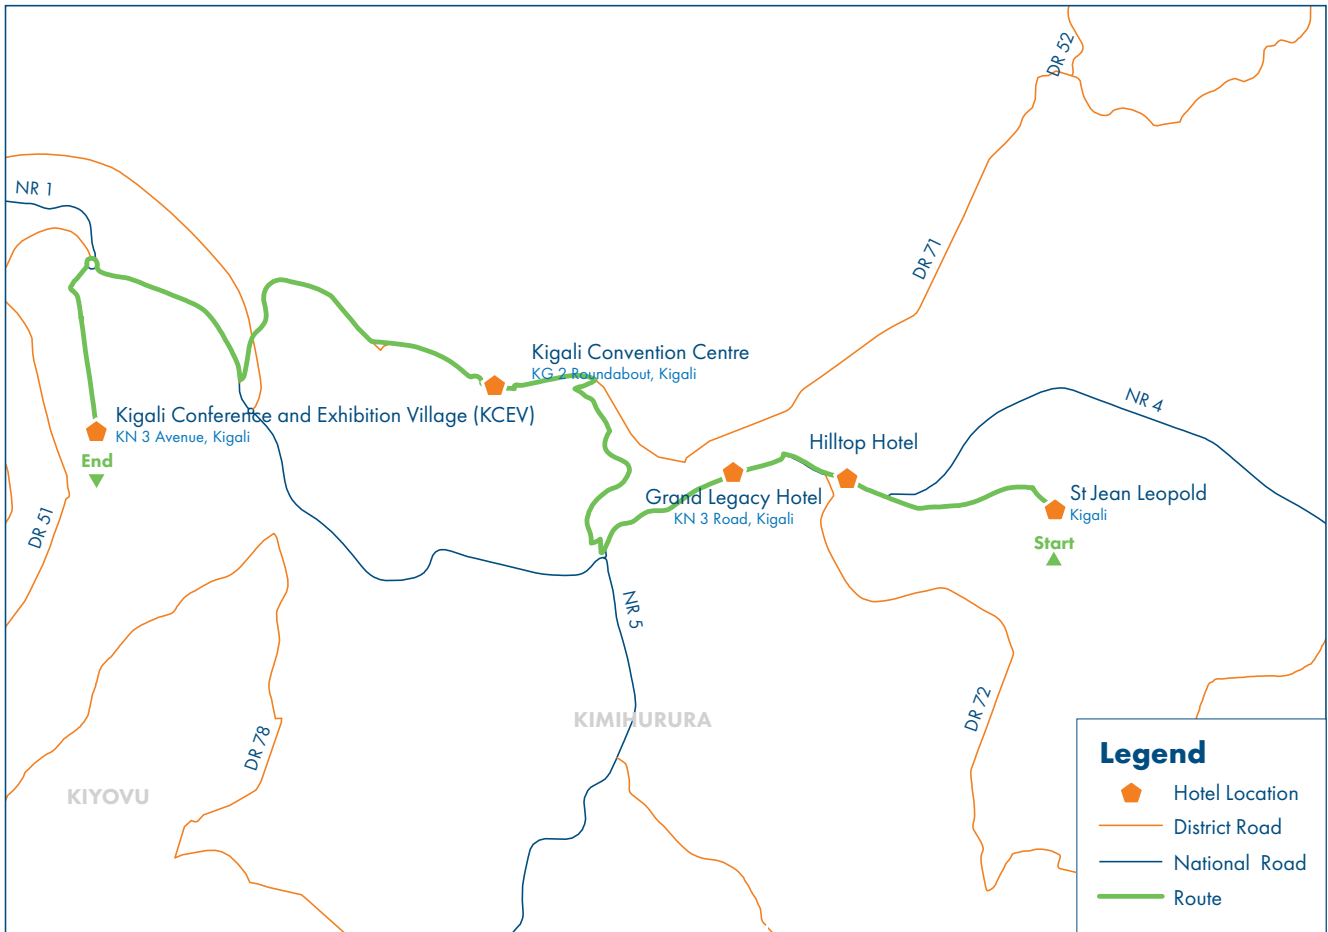 DR 52
NR 1
DR 71
Kigali Convention Centre
KG 2 Roundabout, Kigali
NR 4
Kigali Conference and Exhibition Village (KCEV)
KN 3 Avenue, Kigali
End
Hilltop Hotel
Grand Legacy Hotel
KN 3 Road, Kigali
St Jean Leopold
Kigali
Start
DR 51
NR 5
KIMIHURURA
DR 72
DR 78
KIYOVU
Legend
Hotel Location
District Road
National Road
Route